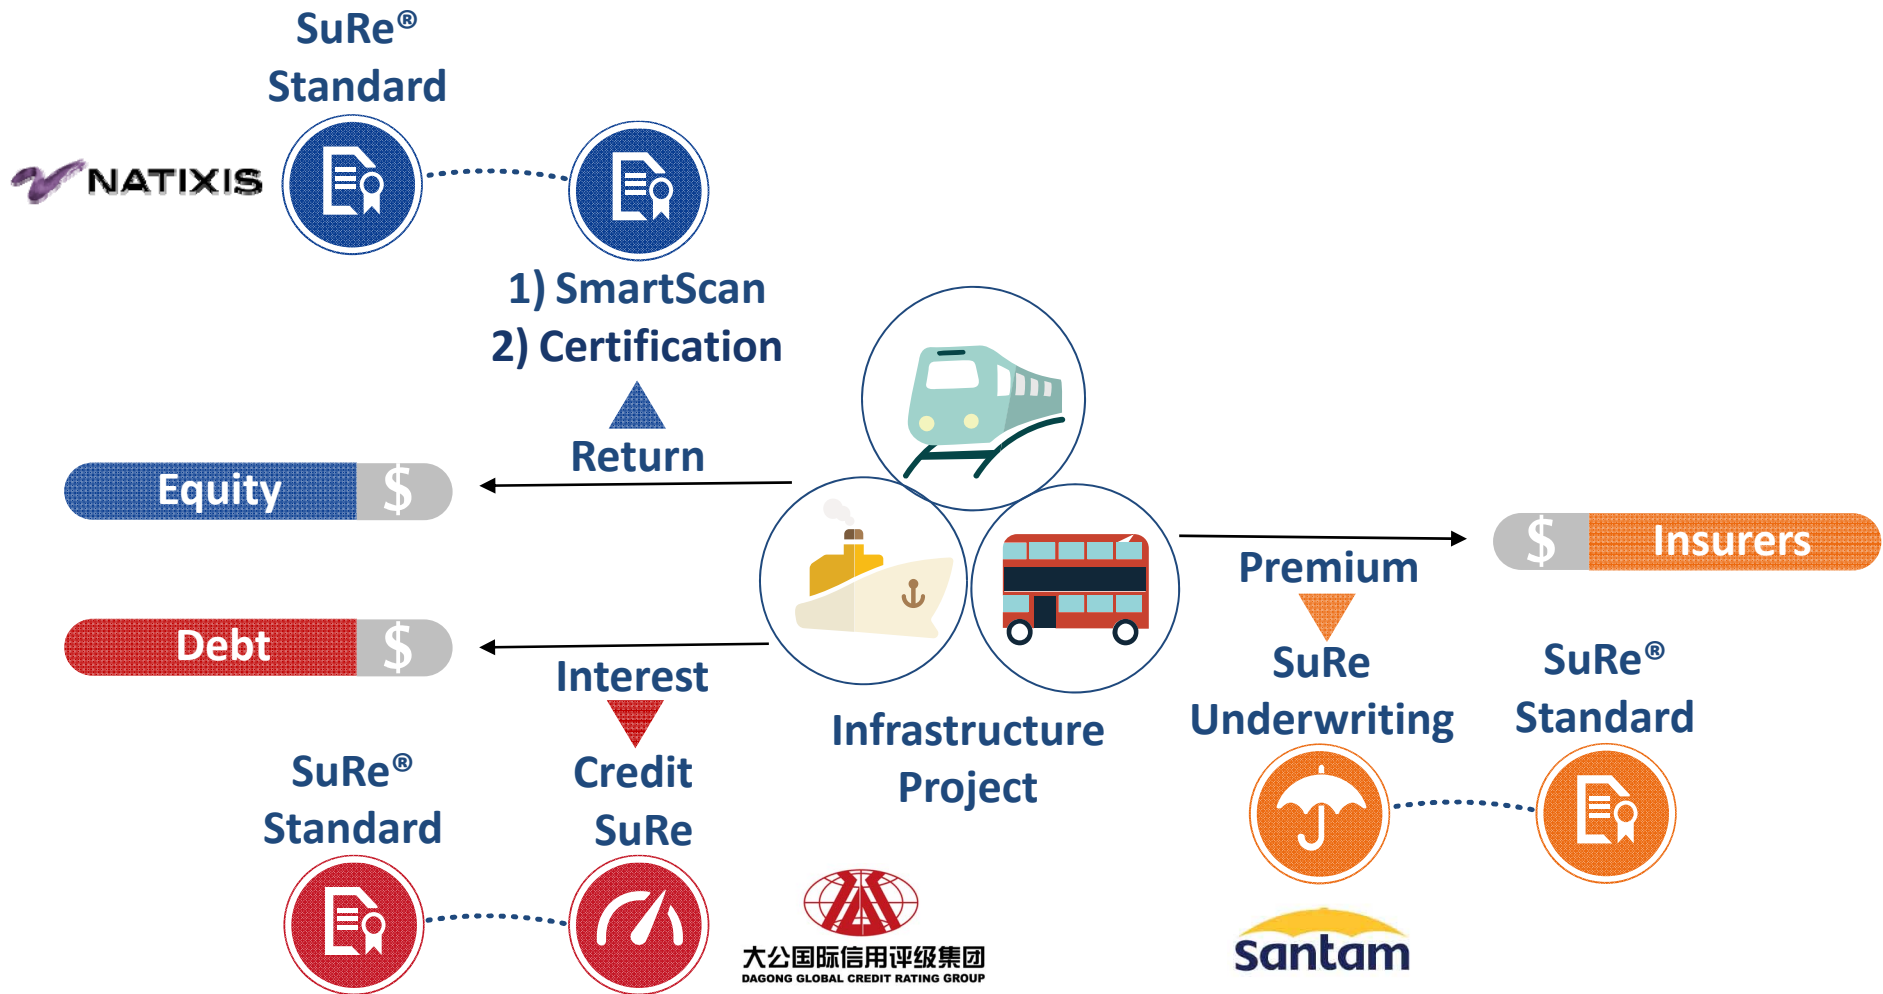 SuRe®
Standard
NATIXIS
1) SmartScan
2) Certification
Return
Equity $
Debt $
Interest
SuRe®
Standard
Credit
SuRe
大公国际信用评级集团
DAGONG GLOBAL CREDIT RATING GROUP
Infrastructure
Project
$ Insurers
Premium
SuRe
Underwriting
SuRe®
Standard
santam